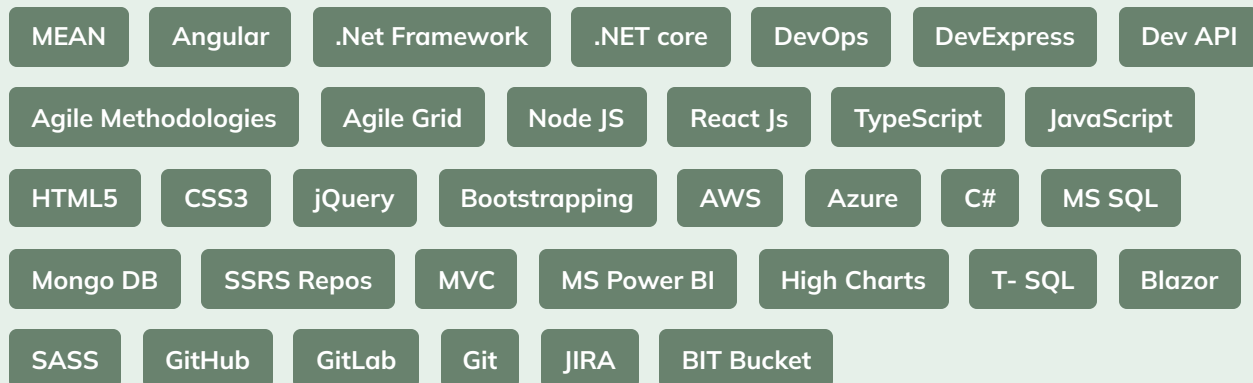 MEAN Angular .Net Framework .NET core DevOps DevExpress Dev API
Agile Methodologies Agile Grid Node JS React Js TypeScript JavaScript
HTML5 CSS3 jQuery Bootstrapping AWS Azure C# MS SQL
Mongo DB SSRS Repos MVC MS Power BI High Charts T- SQL Blazor
SASS GitHub GitLab Git JIRA BIT Bucket